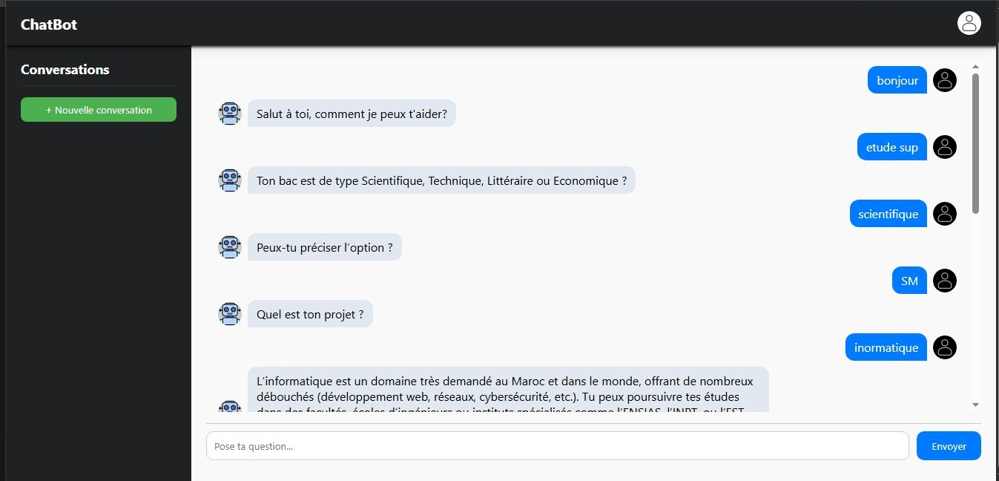 ChatBot
Conversations
+ Nouvelle conversation
bonjour
Salut à toi, comment je peux t'aider?
etude sup
Ton bac est de type Scientifique, Technique, Littéraire ou Economique ?
scientifique
Peux-tu préciser l’option ?
SM
Quel est ton projet ?
inormatique
L’informatique est un domaine très demandé au Maroc et dans le monde, offrant de nombreux
débouchés (développement web, réseaux, cybersécurité, etc.). Tu peux poursuivre tes études
dans des facultés, écoles d’ingénieurs ou instituts spécialisés comme l’ENSIAS, l’INPT, ou l’EST
Pose ta question...
Envoyer